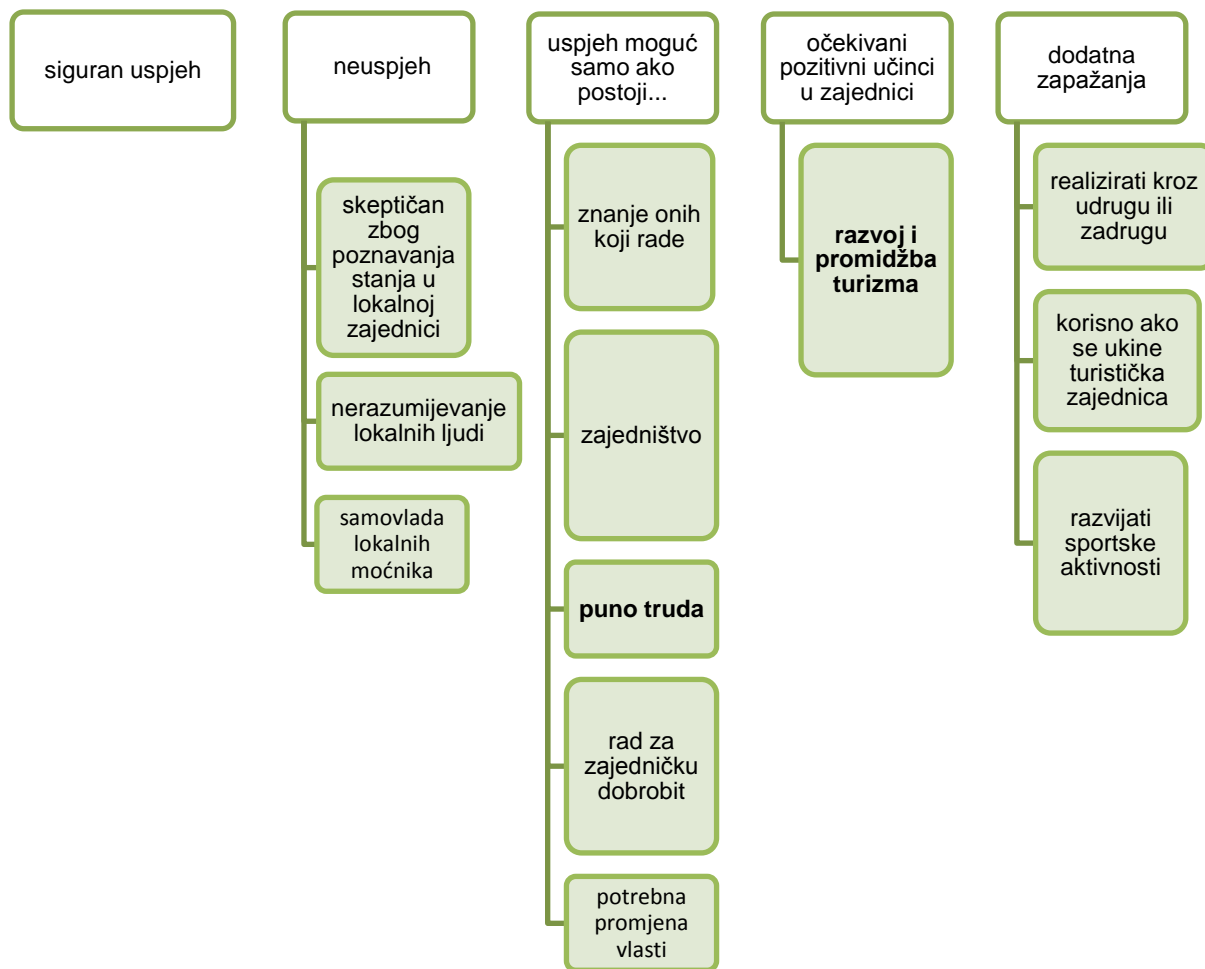 siguran uspjeh
neuspjeh
skeptičan
zbog
poznavanja
stanja u
lokalnoj
zajednici
nerazumijevanje
lokalnih ljudi
samovlada
lokalnih
moćnika
uspjeh moguć
samo ako
postoji...
znanje onih
koji rade
zajedništvo
puno truda
rad za
zajedničku
dobrobit
potrebna
promjena
vlasti
očekivani
pozitivni učinci
u zajednici
razvoj i
promidžba
turizma
dodatna
zapažanja
realizirati kroz
udrugu ili
zadrugu
korisno ako
se ukine
turistička
zajednica
razvijati
sportske
aktivnosti